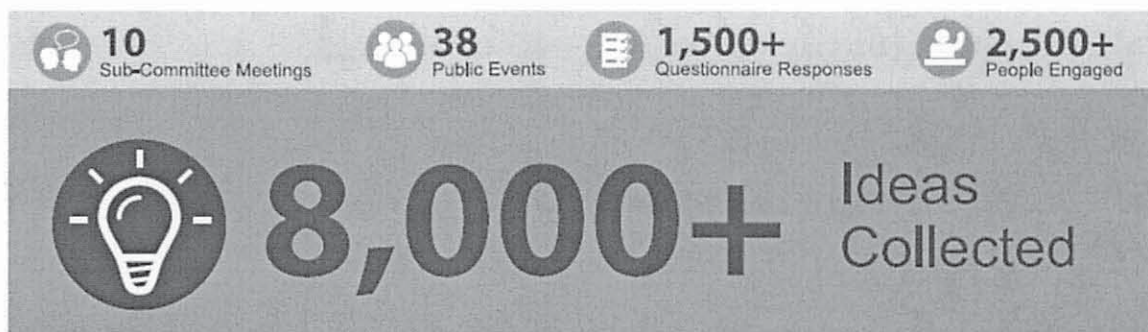 10
Sub-Committee Meetings
38
Public Events
1,500+
Questionnaire Responses
2,500+
People Engaged
8,000+
Ideas
Collected